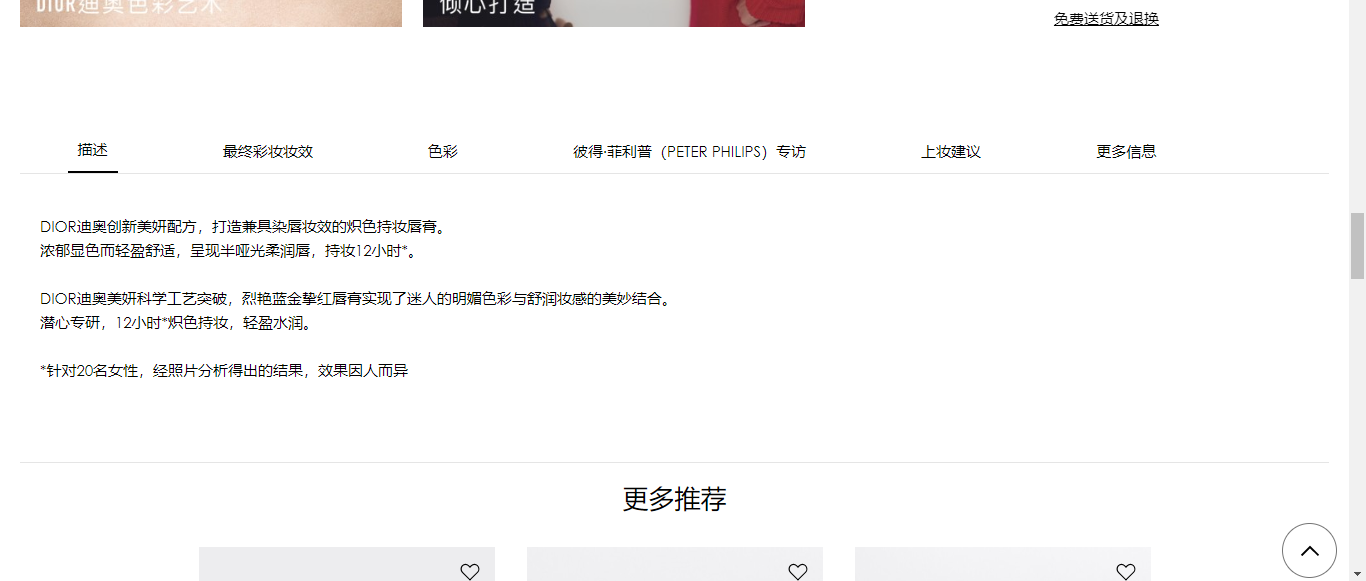 DIOR迪奥色彩艺术
倾心打造
免费送货及退换
描述
最终彩妆妆效
色彩
彼得·菲利普（PETER PHILIPS）专访
上妆建议
更多信息
DIOR迪奥创新美妍配方，打造兼具染唇妆效的炽色持妆唇膏。
浓郁显色而轻盈舒适，呈现半哑光柔润唇，持妆12小时*。
DIOR迪奥美妍科学工艺突破，烈艳蓝金挚红唇膏实现了迷人的明媚色彩与舒润妆感的美妙结合。
潜心专研，12小时*炽色持妆，轻盈水润。
*针对20名女性，经照片分析得出的结果，效果因人而异
更多推荐